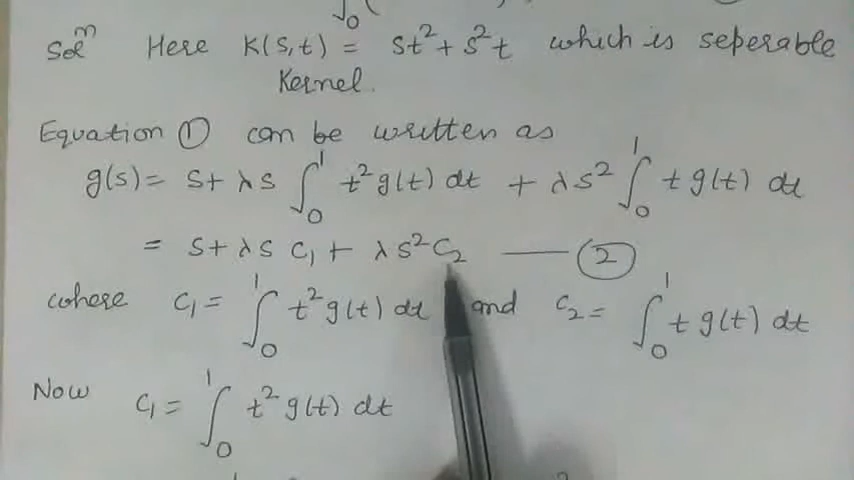 ∫₀ (
Solⁿ Here K(s,t) = st² + s²t which is seperable
Kernel.
Equation ① can be written as
g(s) = s + λs ∫₀¹ t² g(t) dt + λs² ∫₀¹ t g(t) dt
= s + λs c₁ + λs² c₂ —— ②
where c₁ = ∫₀¹ t² g(t) dt and c₂ = ∫₀¹ t g(t) dt
Now c₁ = ∫₀¹ t² g(t) dt